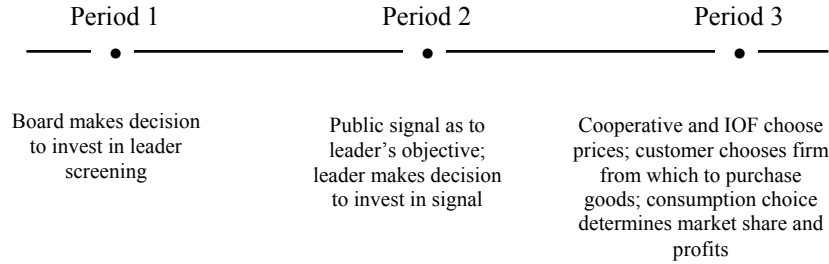 Period 1
Period 2
Period 3
Board makes decision
to invest in leader
screening
Public signal as to
leader's objective;
leader makes decision
to invest in signal
Cooperative and IOF choose
prices; customer chooses firm
from which to purchase
goods; consumption choice
determines market share and
profits